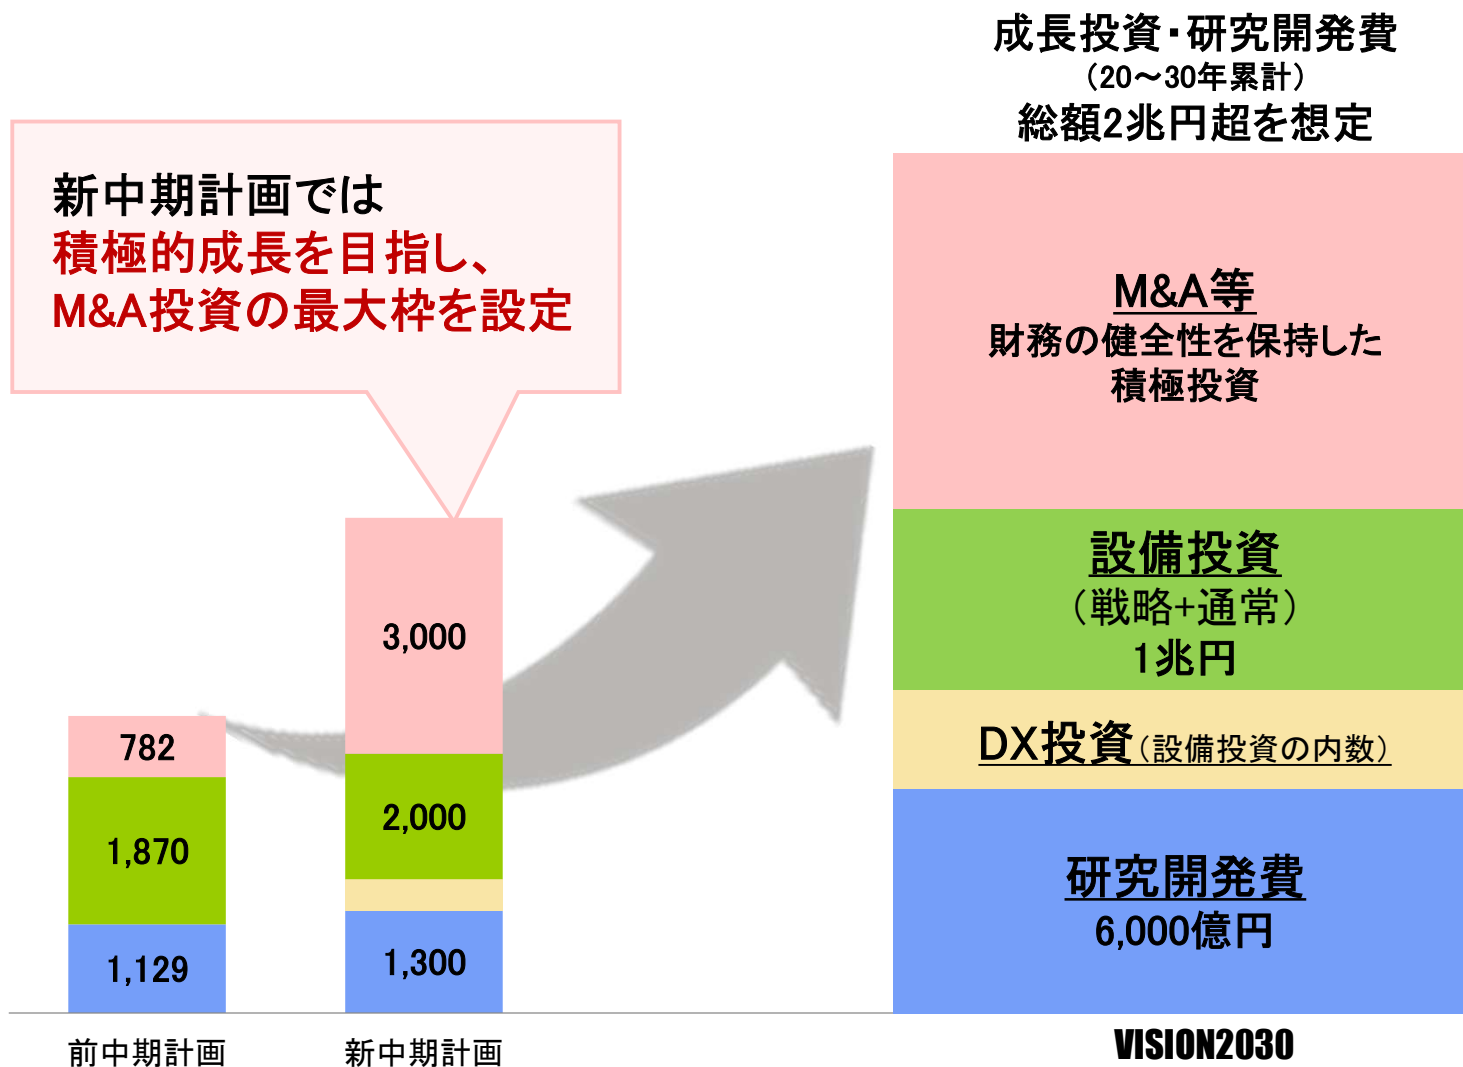 成長投資・研究開発費
（20～30年累計）
総額2兆円超を想定
新中期計画では
積極的成長を目指し、
M&A投資の最大枠を設定
M&A等
財務の健全性を保持した
積極投資
設備投資
（戦略+通常）
1兆円
DX投資（設備投資の内数）
研究開発費
6,000億円
3,000
2,000
1,300
782
1,870
1,129
前中期計画
新中期計画
VISION2030